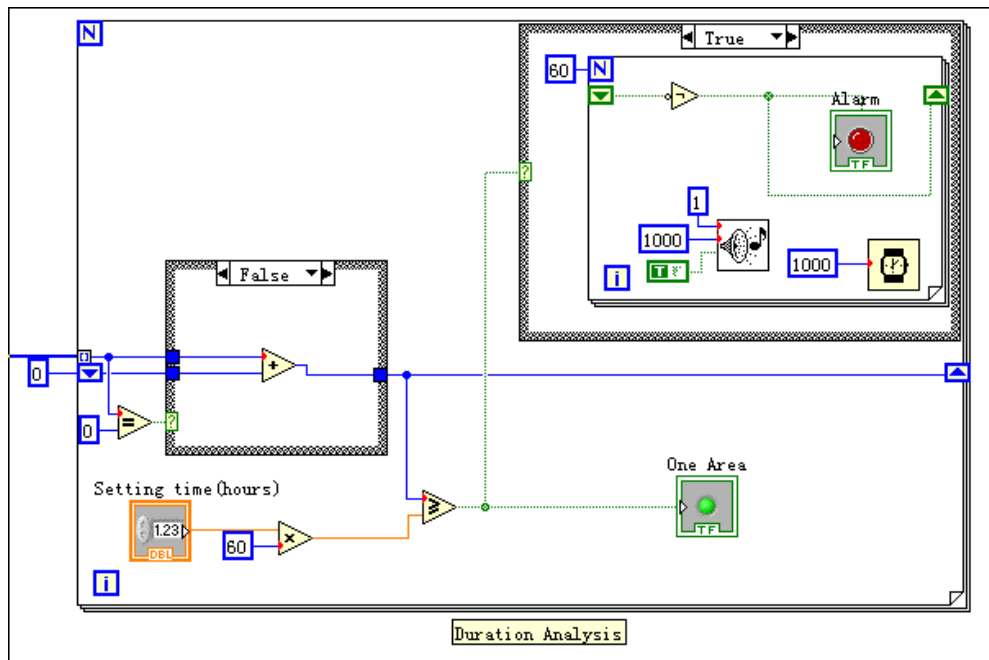 N
True
60 N
Alarm
TF
1
1000
T F
1000
i
False
0
+
0
=
?
?
Setting time(hours)
1.23
DBL
60
x
≥
One Area
TF
i
Duration Analysis